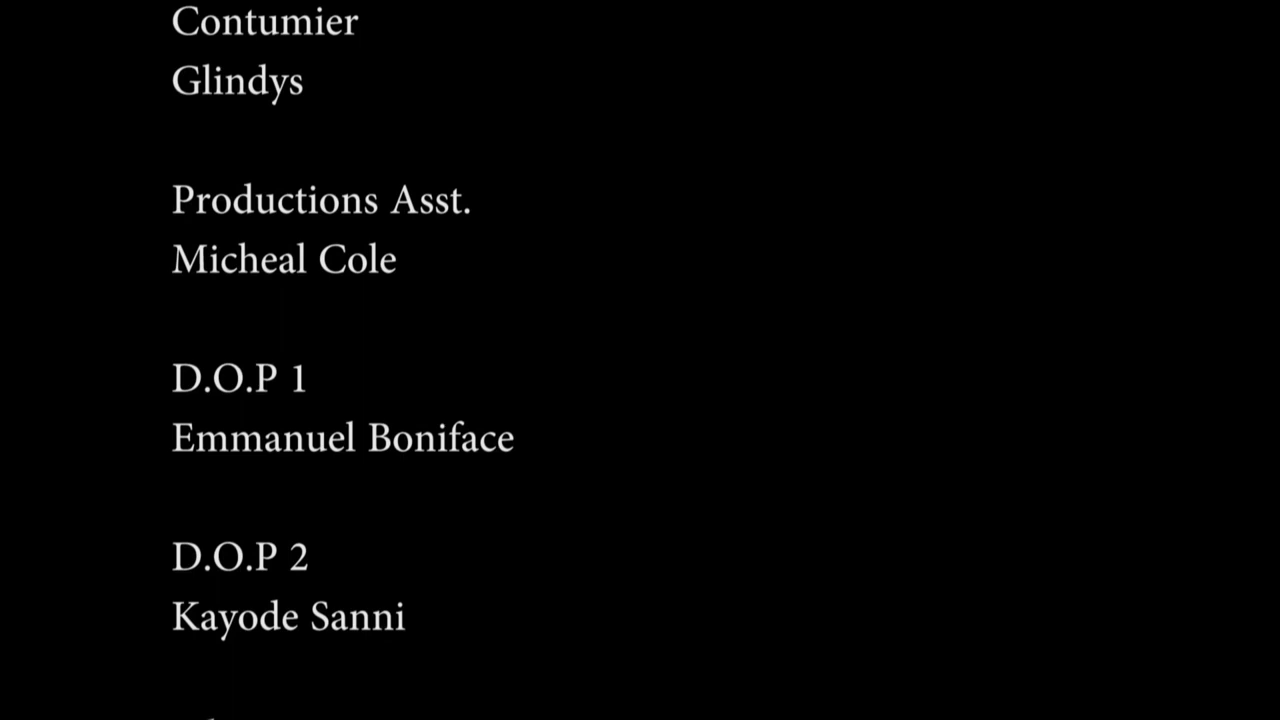 Contumier
Glindys
Productions Asst.
Micheal Cole
D.O.P 1
Emmanuel Boniface
D.O.P 2
Kayode Sanni